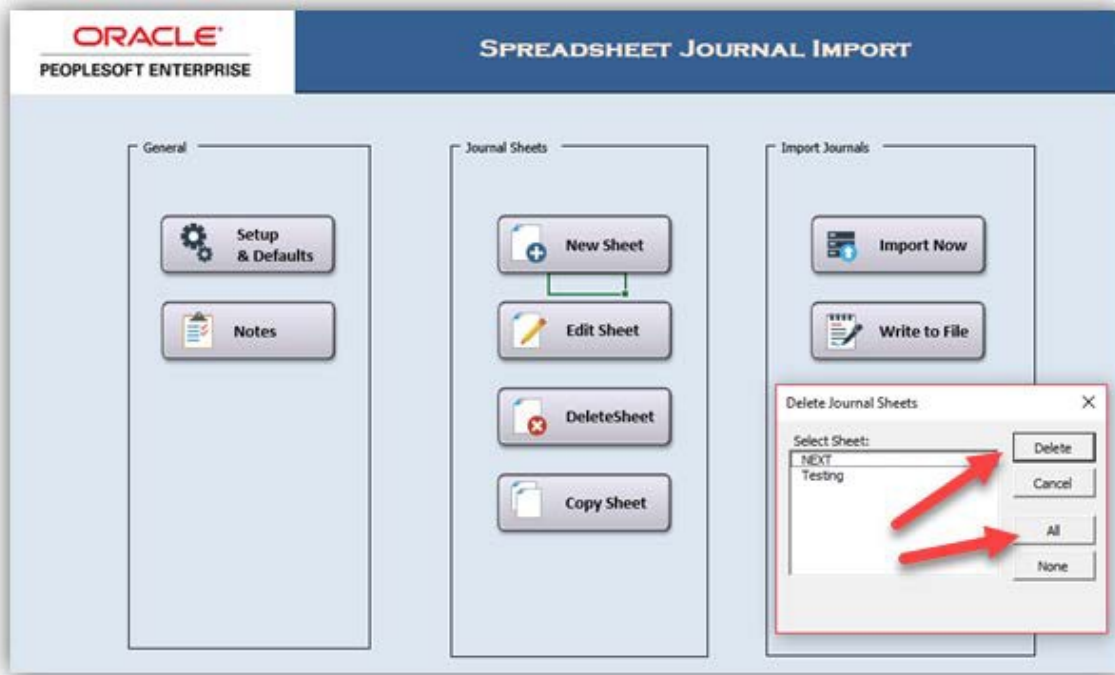 ORACLE'
PEOPLESOFT ENTERPRISE
SPREADSHEET JOURNAL IMPORT
General
Setup
& Defaults
Notes
Journal Sheets
New Sheet
Edit Sheet
DeleteSheet
Copy Sheet
Import Journals
Import Now
Write to File
Delete Journal Sheets
Select Sheet:
NEXT
Testing
Delete
Cancel
All
None